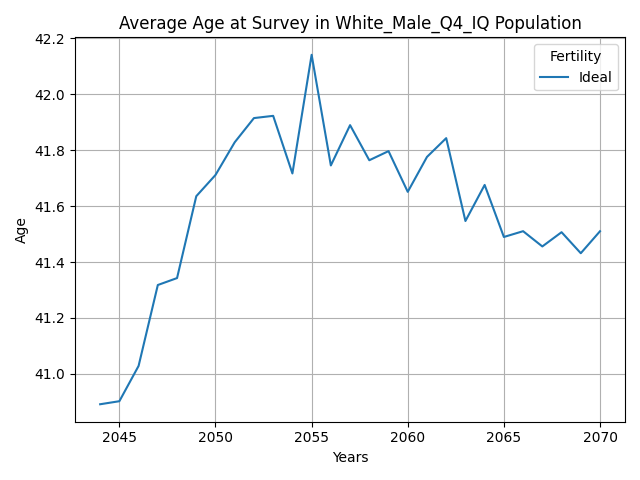 Average Age at Survey in White_Male_Q4_IQ Population
Fertility
Ideal
42.2
42.0
41.8
41.6
41.4
41.2
41.0
Age
2045 2050 2055 2060 2065 2070
Years